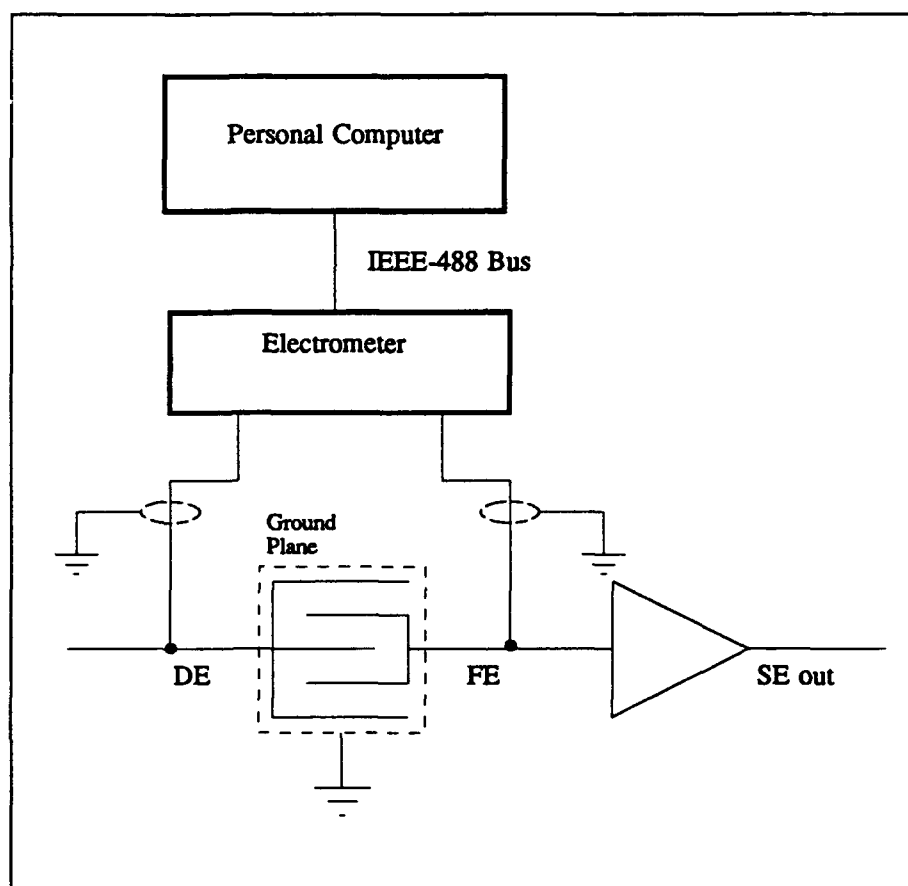 Personal Computer
IEEE-488 Bus
Electrometer
Ground
Plane
DE
FE
SE out